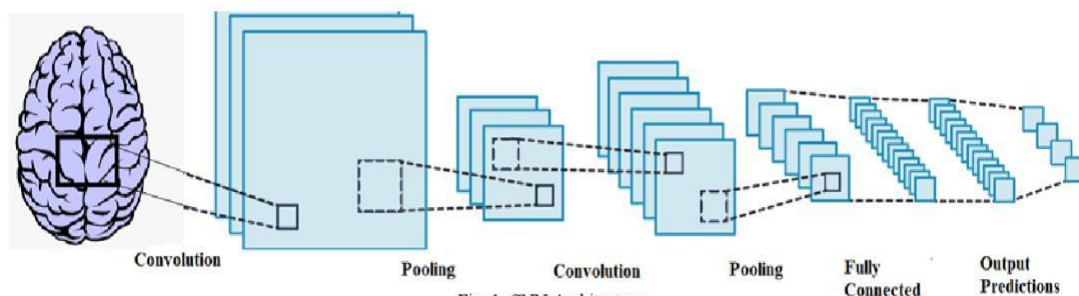 Convolution
Pooling
Convolution
Pooling
Fully
Connected
Output
Predictions